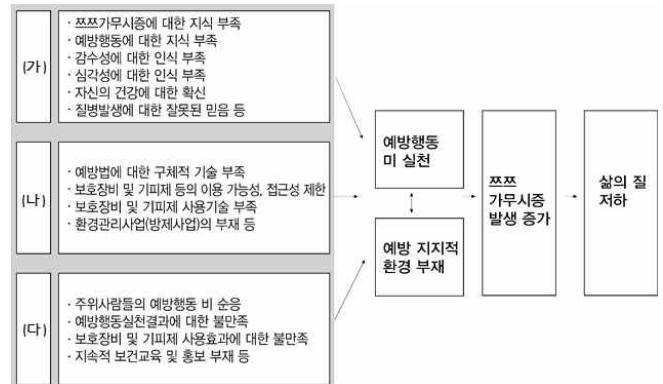 (가)
· 쯔쯔가무시증에 대한 지식 부족
· 예방행동에 대한 지식 부족
· 감수성에 대한 인식 부족
· 심각성에 대한 인식 부족
· 자신의 건강에 대한 확신
· 질병발생에 대한 잘못된 믿음 등
(나)
· 예방법에 대한 구체적 기술 부족
· 보호장비 및 기피제 등의 이용 가능성, 접근성 제한
· 보호장비 및 기피제 사용기술 부족
· 환경관리사업(방제사업)의 부재 등
(다)
· 주위사람들의 예방행동 비 순응
· 예방행동실천결과에 대한 불만족
· 보호장비 및 기피제 사용효과에 대한 불만족
· 지속적 보건교육 및 홍보 부재 등
예방행동
미 실천
예방 지지적
환경 부재
쯔쯔
가무시증
발생 증가
삶의 질
저하